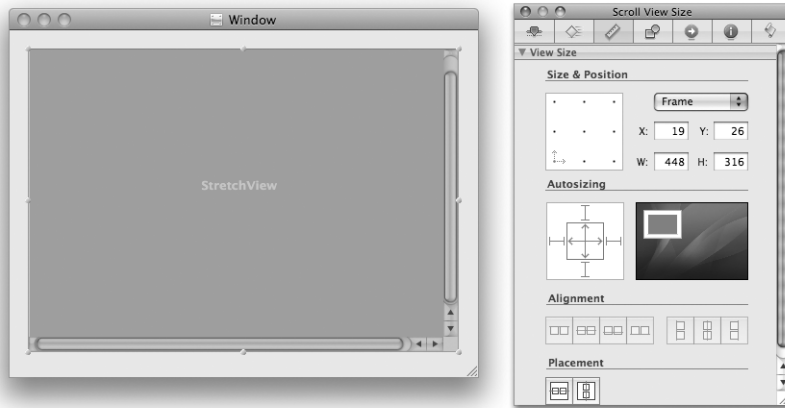 Window
StretchView
Scroll View Size
View Size
Size & Position
Frame
X: 19 Y: 26
W: 448 H: 316
Autosizing
Alignment
Placement